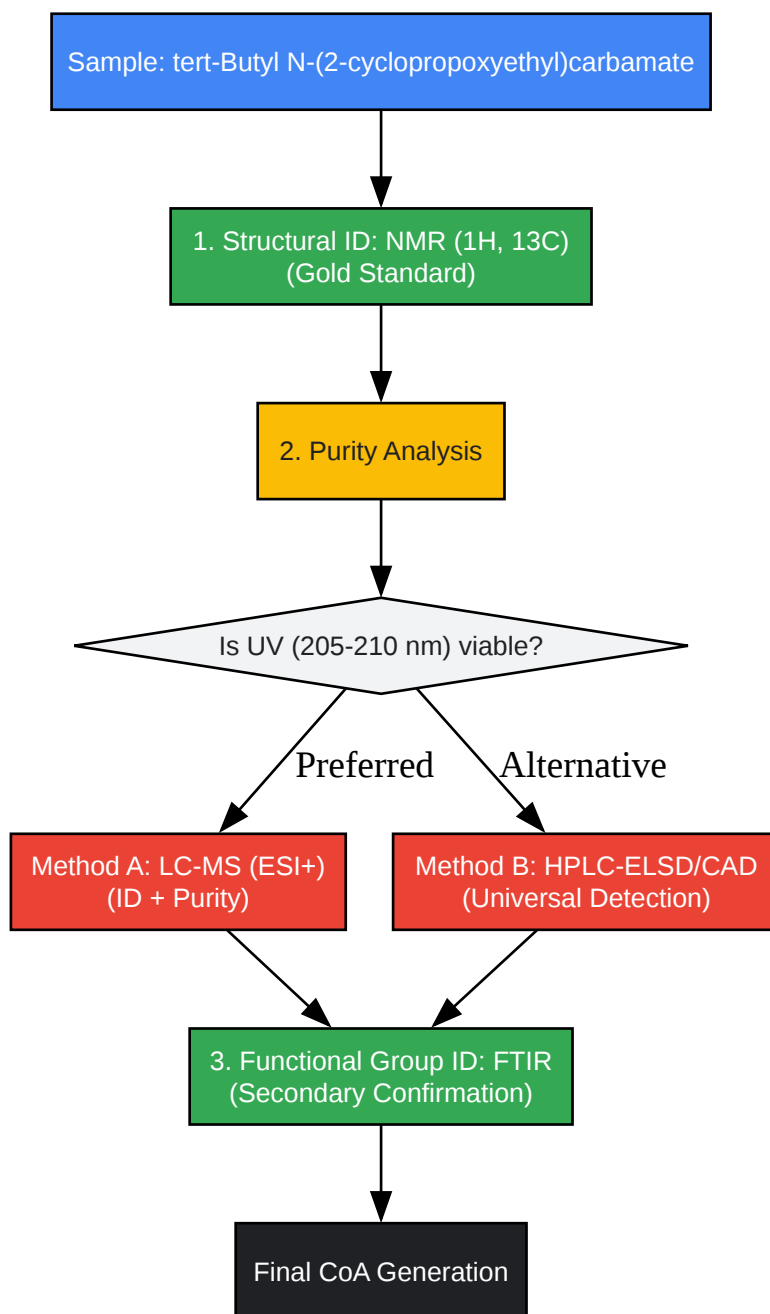 Sample: tert-Butyl N-(2-cyclopropoxyethyl)carbamate
1. Structural ID: NMR (1H, 13C)
(Gold Standard)
2. Purity Analysis
Is UV (205-210 nm) viable?
Preferred
Alternative
Method A: LC-MS (ESI+)
(ID + Purity)
Method B: HPLC-ELSD/CAD
(Universal Detection)
3. Functional Group ID: FTIR
(Secondary Confirmation)
Final CoA Generation